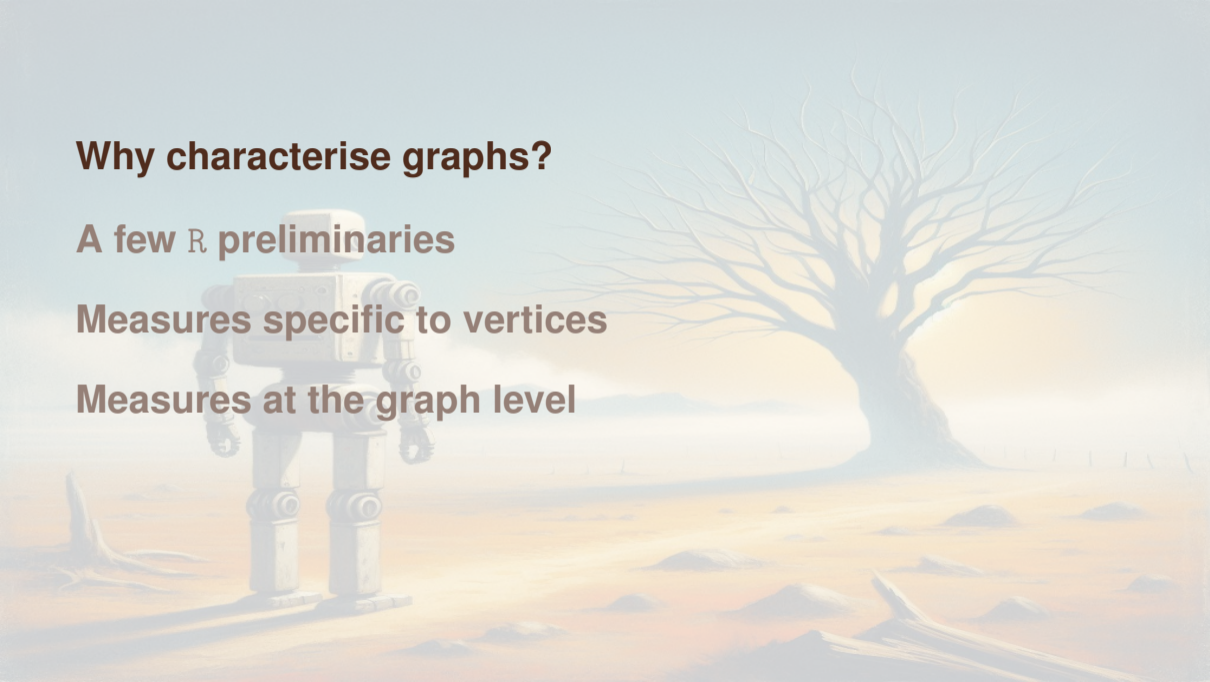 Why characterise graphs?
A few R preliminaries
Measures specific to vertices
Measures at the graph level